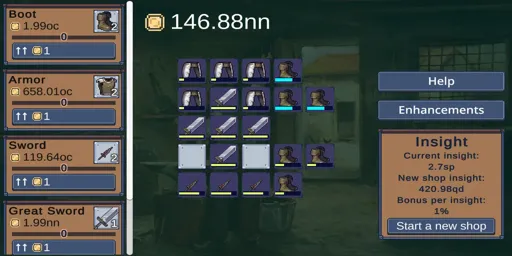 Boot
1.99oc
2
0
↑↑ 1
Armor
658.01oc
2
0
↑↑ 1
Sword
119.64oc
2
0
↑↑ 1
Great Sword
1.99nn
1
0
↑↑ 1
146.88nn
Help
Enhancements
Insight
Current insight:
2.7sp
New shop insight:
420.98qd
Bonus per insight:
1%
Start a new shop